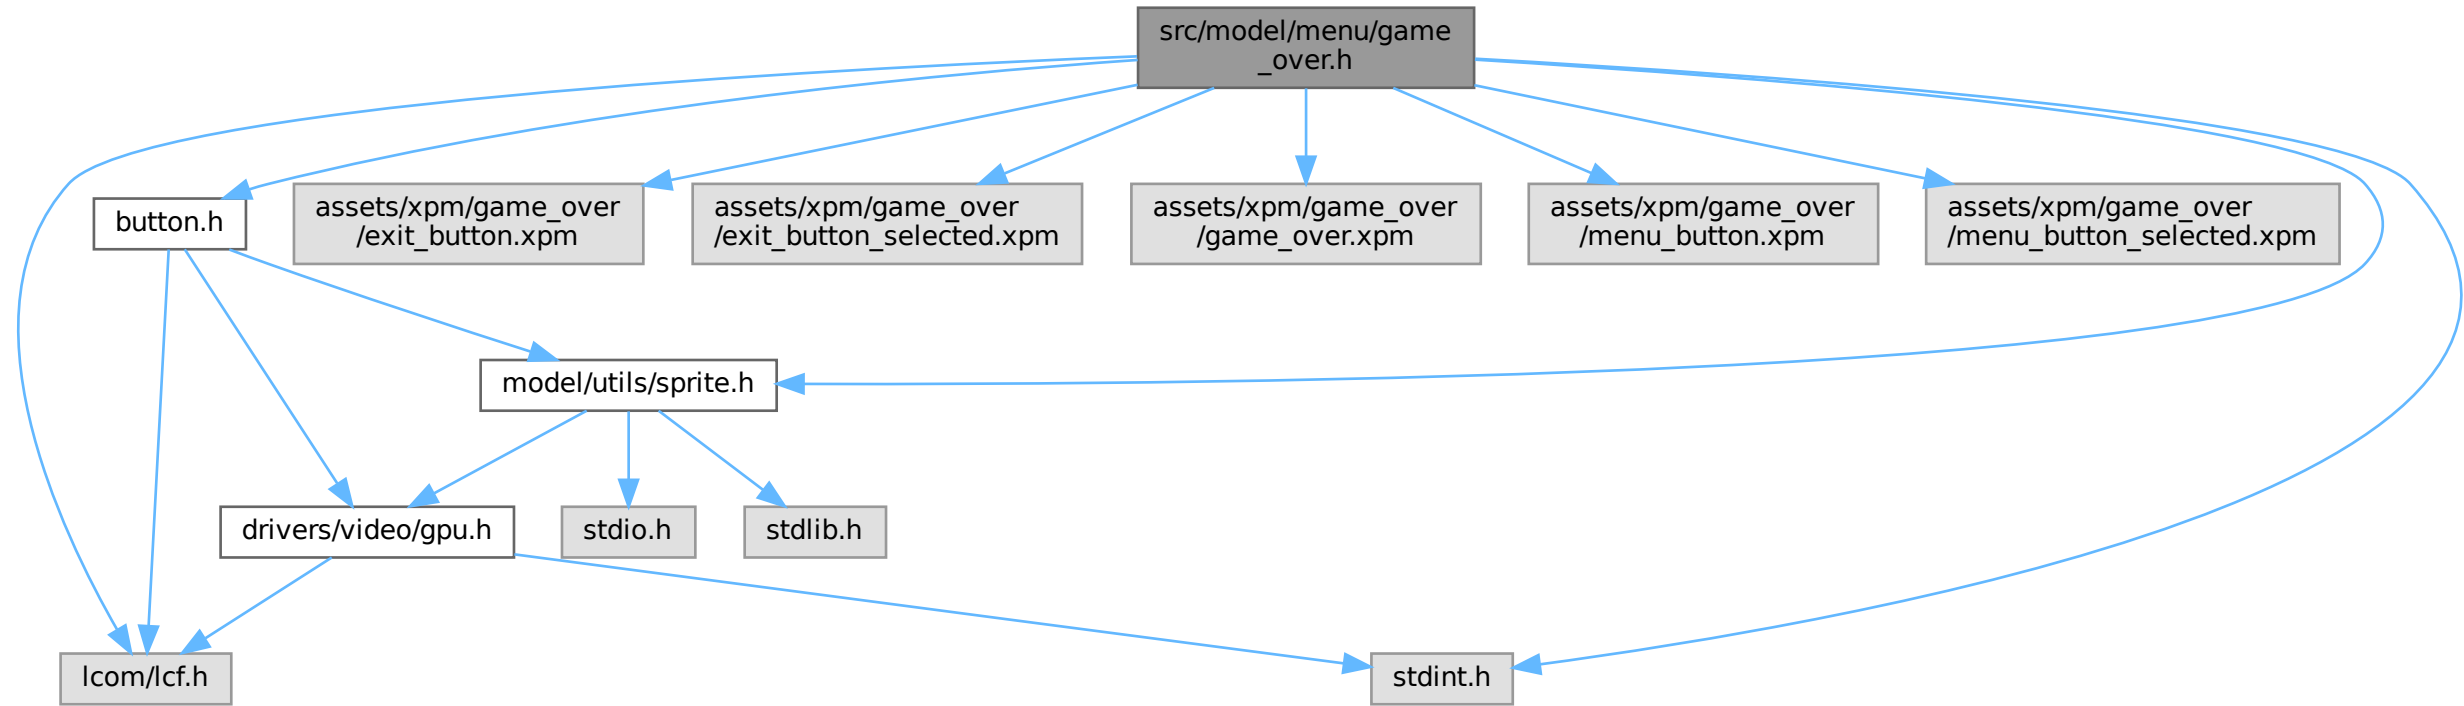 src/model/menu/game
_over.h
button.h
assets/xpm/game_over
/exit_button.xpm
assets/xpm/game_over
/exit_button_selected.xpm
assets/xpm/game_over
/game_over.xpm
assets/xpm/game_over
/menu_button.xpm
assets/xpm/game_over
/menu_button_selected.xpm
model/utils/sprite.h
drivers/video/gpu.h
stdio.h
stdlib.h
lcom/lcf.h
stdint.h